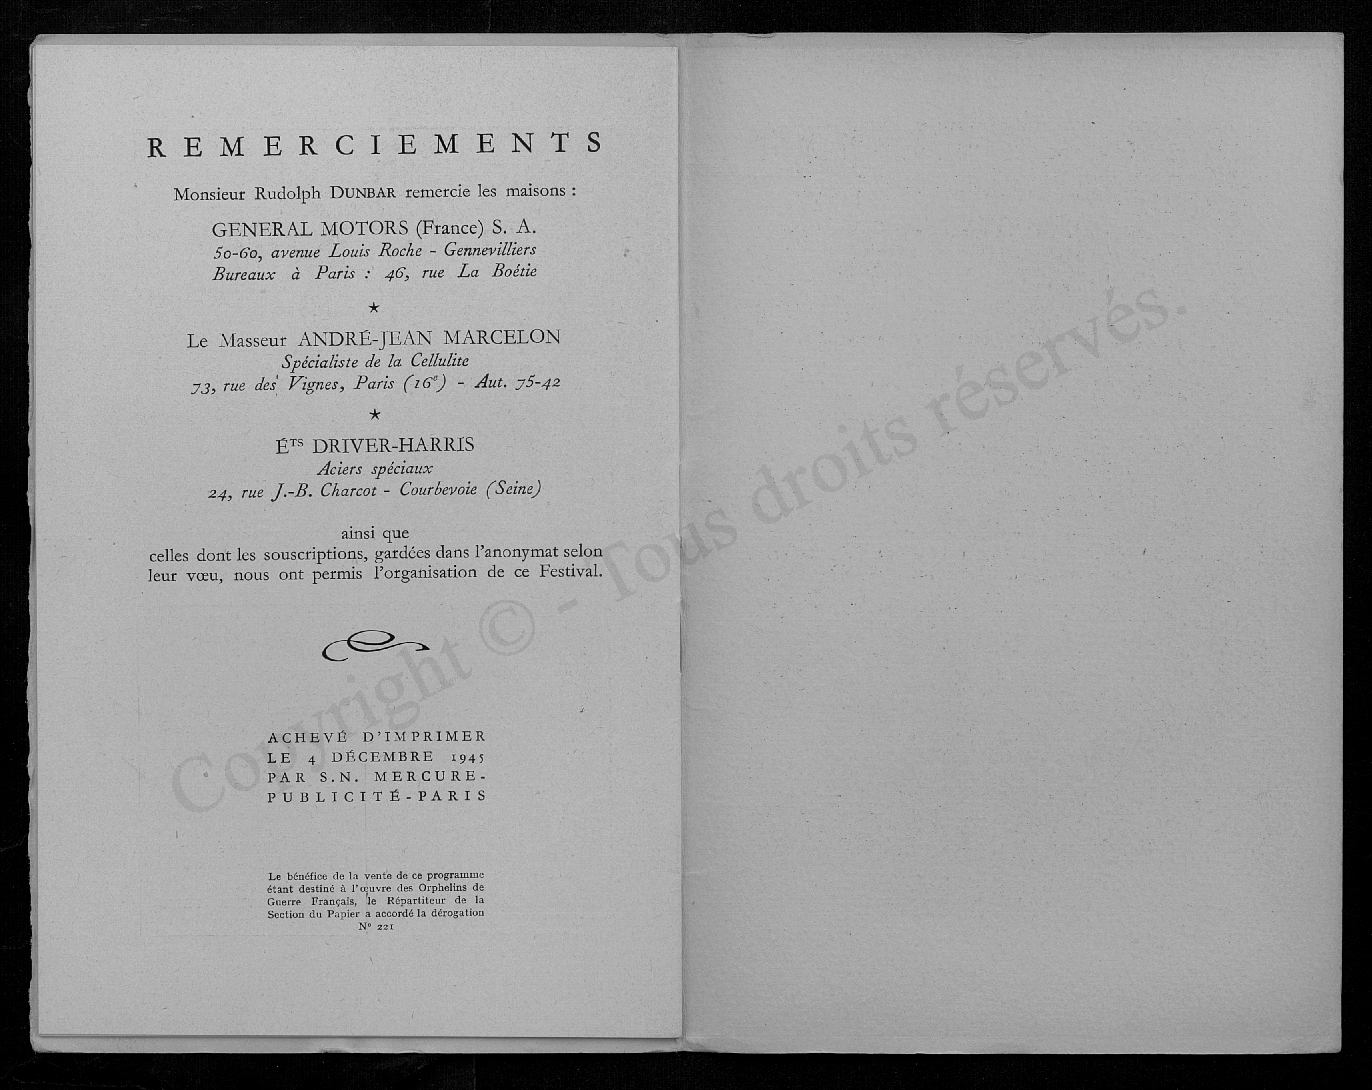 REMERCIEMENTS
Monsieur Rudolph DUNBAR remercie les maisons :
GENERAL MOTORS (France) S. A.
50-60, avenue Louis Roche - Gennevilliers
Bureaux à Paris : 46, rue La Boétie
★
Le Masseur ANDRÉ-JEAN MARCELON
Spécialiste de la Cellulite
73, rue des Vignes, Paris (16e) - Aut. 75-42
★
ÉTS DRIVER-HARRIS
Aciers spéciaux
24, rue J.-B. Charcot - Courbevoie (Seine)
ainsi que
celles dont les souscriptions, gardées dans l'anonymat selon
leur vœu, nous ont permis l'organisation de ce Festival.
ACHEVÉ D'IMPRIMER
LE 4 DÉCEMBRE 1945
PAR S.N. MERCURE-
PUBLICITÉ-PARIS
Le bénéfice de la vente de ce programme
étant destiné à l'œuvre des Orphelins de
Guerre Français, le Répartiteur de la
Section du Papier a accordé la dérogation
No 221
Copyright © - Tous droits réservés.